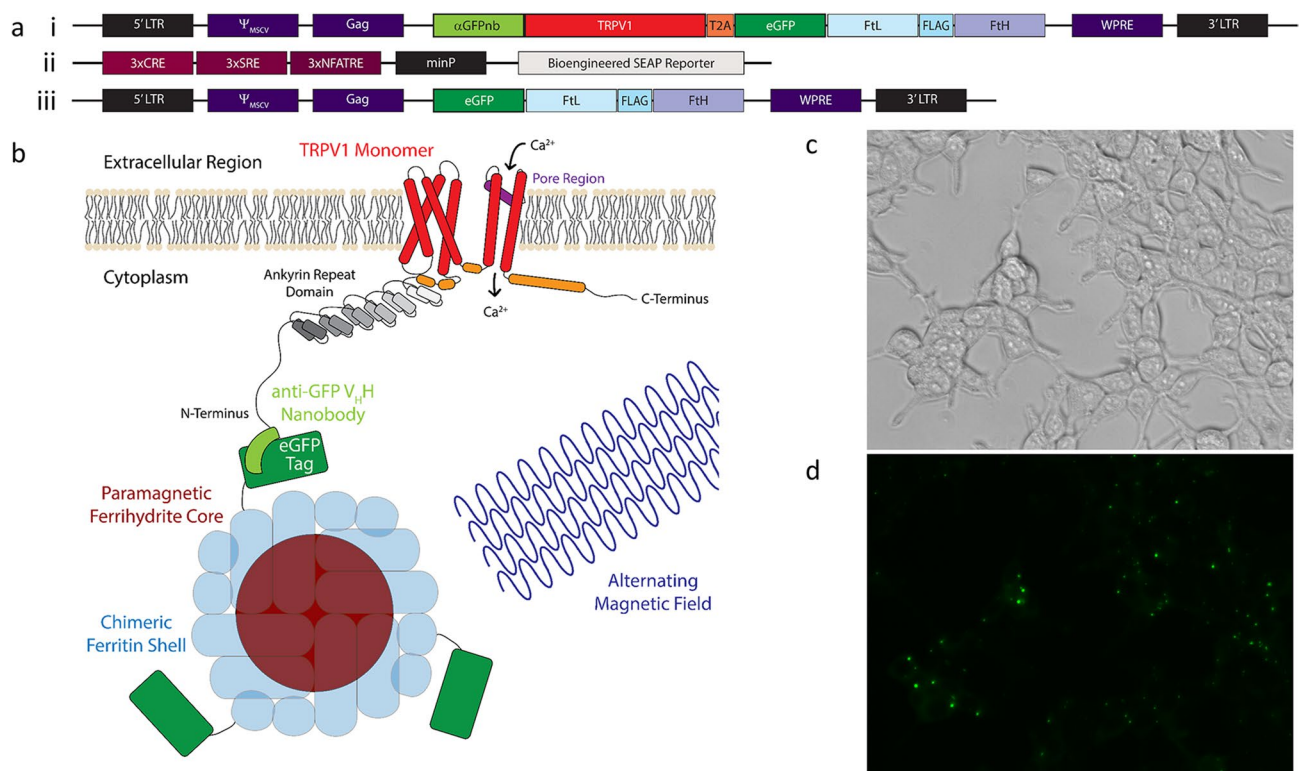 a
i
5' LTR
Ψ MSCV
Gag
αGFPnb
TRPV1
T2A
eGFP
FtL
FLAG
FtH
WPRE
3' LTR
ii
3xCRE
3xSRE
3xNFATRE
minP
Bioengineered SEAP Reporter
iii
5' LTR
Ψ MSCV
Gag
eGFP
FtL
FLAG
FtH
WPRE
3' LTR
b
Extracellular Region
TRPV1 Monomer
Ca²⁺
Pore Region
Cytoplasm
Ankyrin Repeat
Domain
Ca²⁺
C-Terminus
N-Terminus
anti-GFP VHH
Nanobody
eGFP
Tag
Paramagnetic
Ferrihydrite Core
Chimeric
Ferritin Shell
Alternating
Magnetic Field
c
d